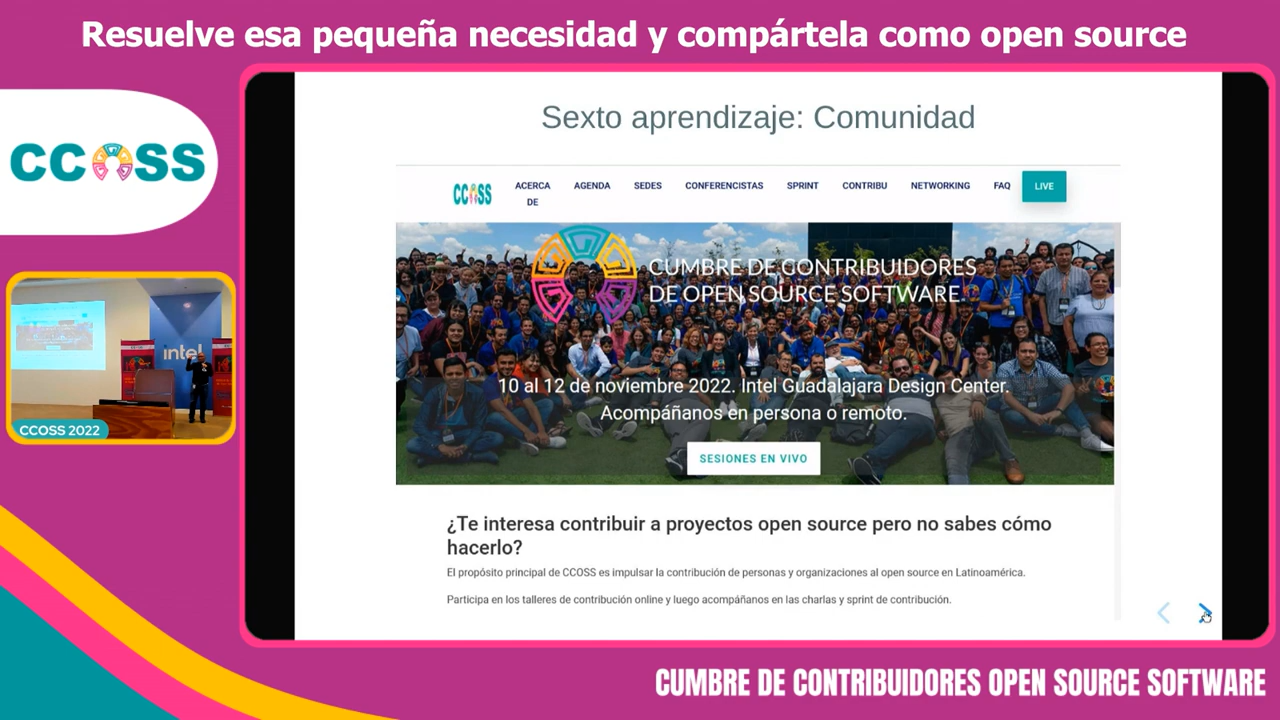 Resuelve esa pequeña necesidad y compártela como open source
CCOSS
intel
CCOSS 2022
Sexto aprendizaje: Comunidad
CCOSS
ACERCA DE
AGENDA
SEDES
CONFERENCISTAS
SPRINT
CONTRIBU
NETWORKING
FAQ
LIVE
CUMBRE DE CONTRIBUIDORES
DE OPEN SOURCE SOFTWARE
10 al 12 de noviembre 2022. Intel Guadalajara Design Center.
Acompáñanos en persona o remoto.
SESIONES EN VIVO
¿Te interesa contribuir a proyectos open source pero no sabes cómo
hacerlo?
El propósito principal de CCOSS es impulsar la contribución de personas y organizaciones al open source en Latinoamérica.
Participa en los talleres de contribución online y luego acompáñanos en las charlas y sprint de contribución.
CUMBRE DE CONTRIBUIDORES OPEN SOURCE SOFTWARE